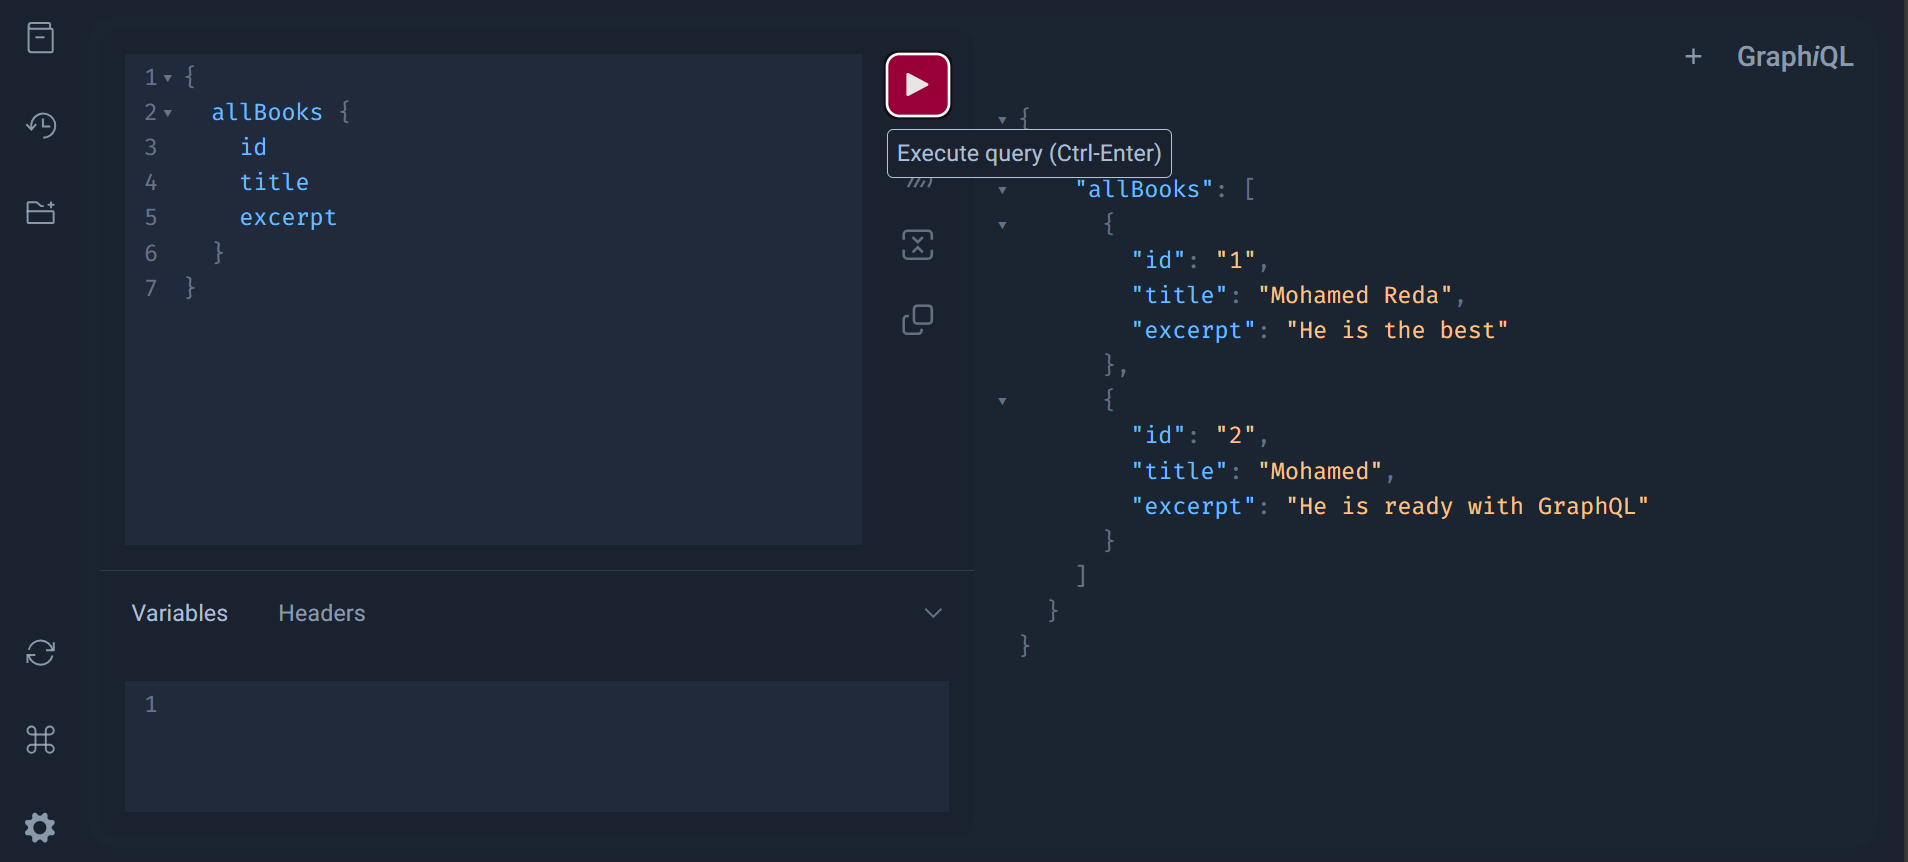 1 {
2 allBooks {
3 id
4 title
5 excerpt
6 }
7 }
Execute query (Ctrl-Enter)
Variables Headers
1
+ GraphiQL
{
"allBooks": [
{
"id": "1",
"title": "Mohamed Reda",
"excerpt": "He is the best"
},
{
"id": "2",
"title": "Mohamed",
"excerpt": "He is ready with GraphQL"
}
]
}
}